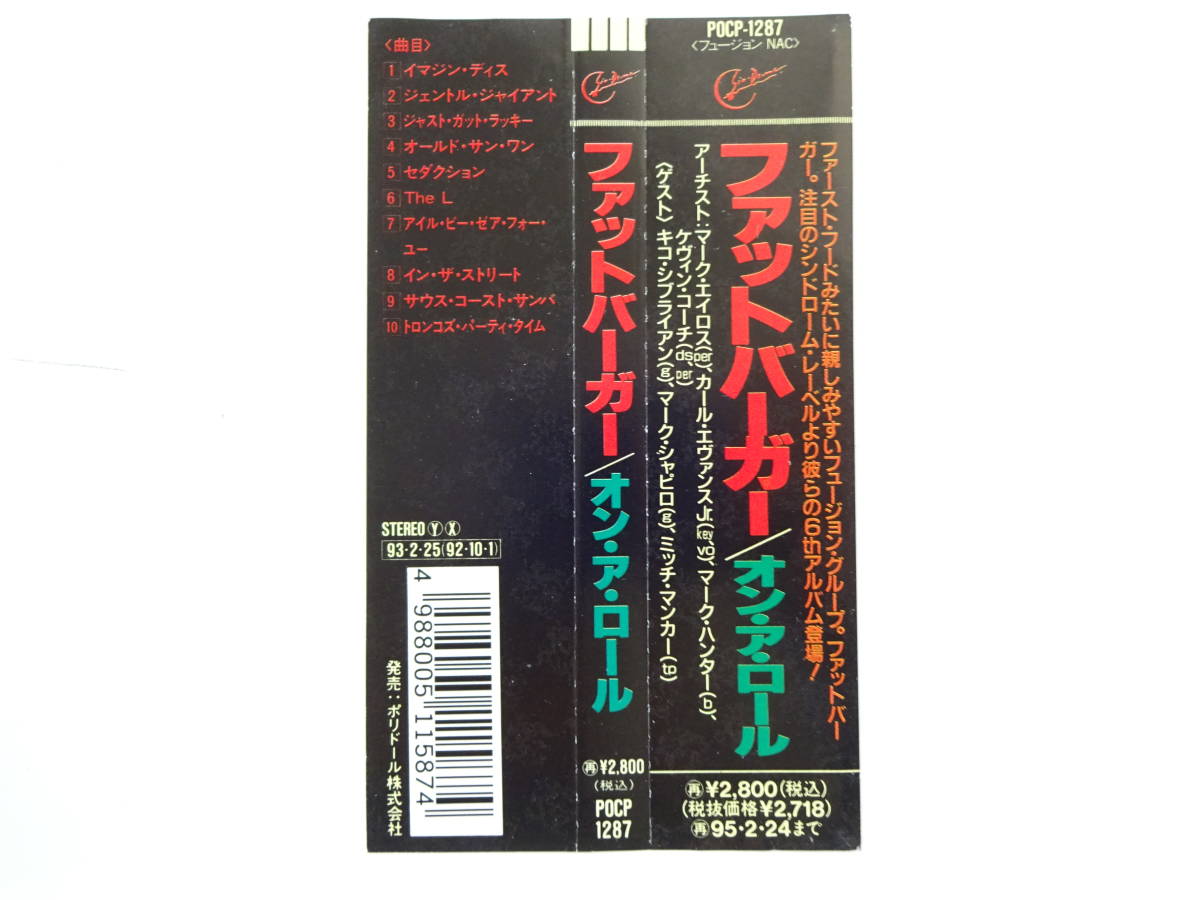 〈曲目〉
1 イマジン・ディス
2 ジェントル・ジャイアント
3 ジャスト・ガット・ラッキー
4 オールド・サン・ワン
5 セダクション
6 The L
7 アイル・ビー・ゼア・フォー・
ユー
8 イン・ザ・ストリート
9 サウス・コースト・サンバ
10 トロンコズ・パーティ・タイム
STEREO Ⓨ Ⓧ
93・2・25(92・10・1)
4 988005 115874
発売:ポリドール株式会社
ファットバーガー/オン・ア・ロール
㊢¥2,800
(税込)
POCP
1287
POCP-1287
〈フュージョン NAC〉
ファースト・フードみたいに親しみやすいフュージョン・グループ。ファットバー
ガー。注目のシンドローム・レーベルより彼らの6thアルバム登場!
ファットバーガー/オン・ア・ロール
アーチスト:マーク・エイロス(per)、カール・エヴァンスJr.(key、vo)、マーク・ハンター(b)、
ケヴィン・コーチ(ds、per)
〈ゲスト〉キコ・シブライアン(g)、マーク・シャピロ(g)、ミッチ・マンカー(tp)
再¥2,800(税込)
(税抜価格¥2,718)
再95・2・24まで